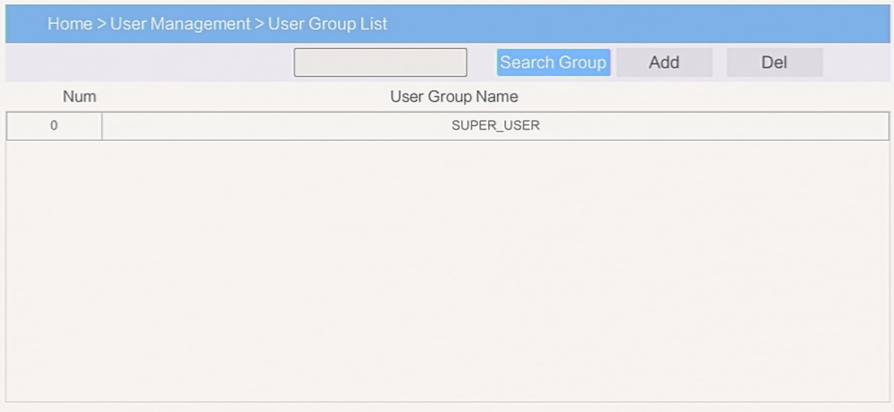 Home > User Management > User Group List
Search Group Add Del
Num User Group Name
0 SUPER_USER